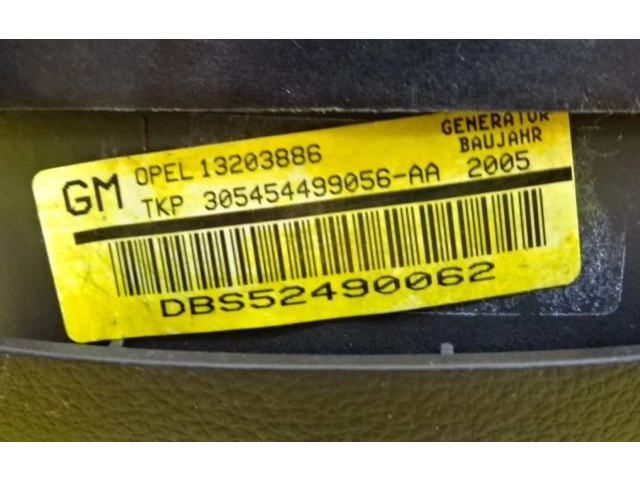 GM OPEL 13203886 GENERATOR
BAUJAHR
TKP 305454499056-AA 2005
DBS52490062